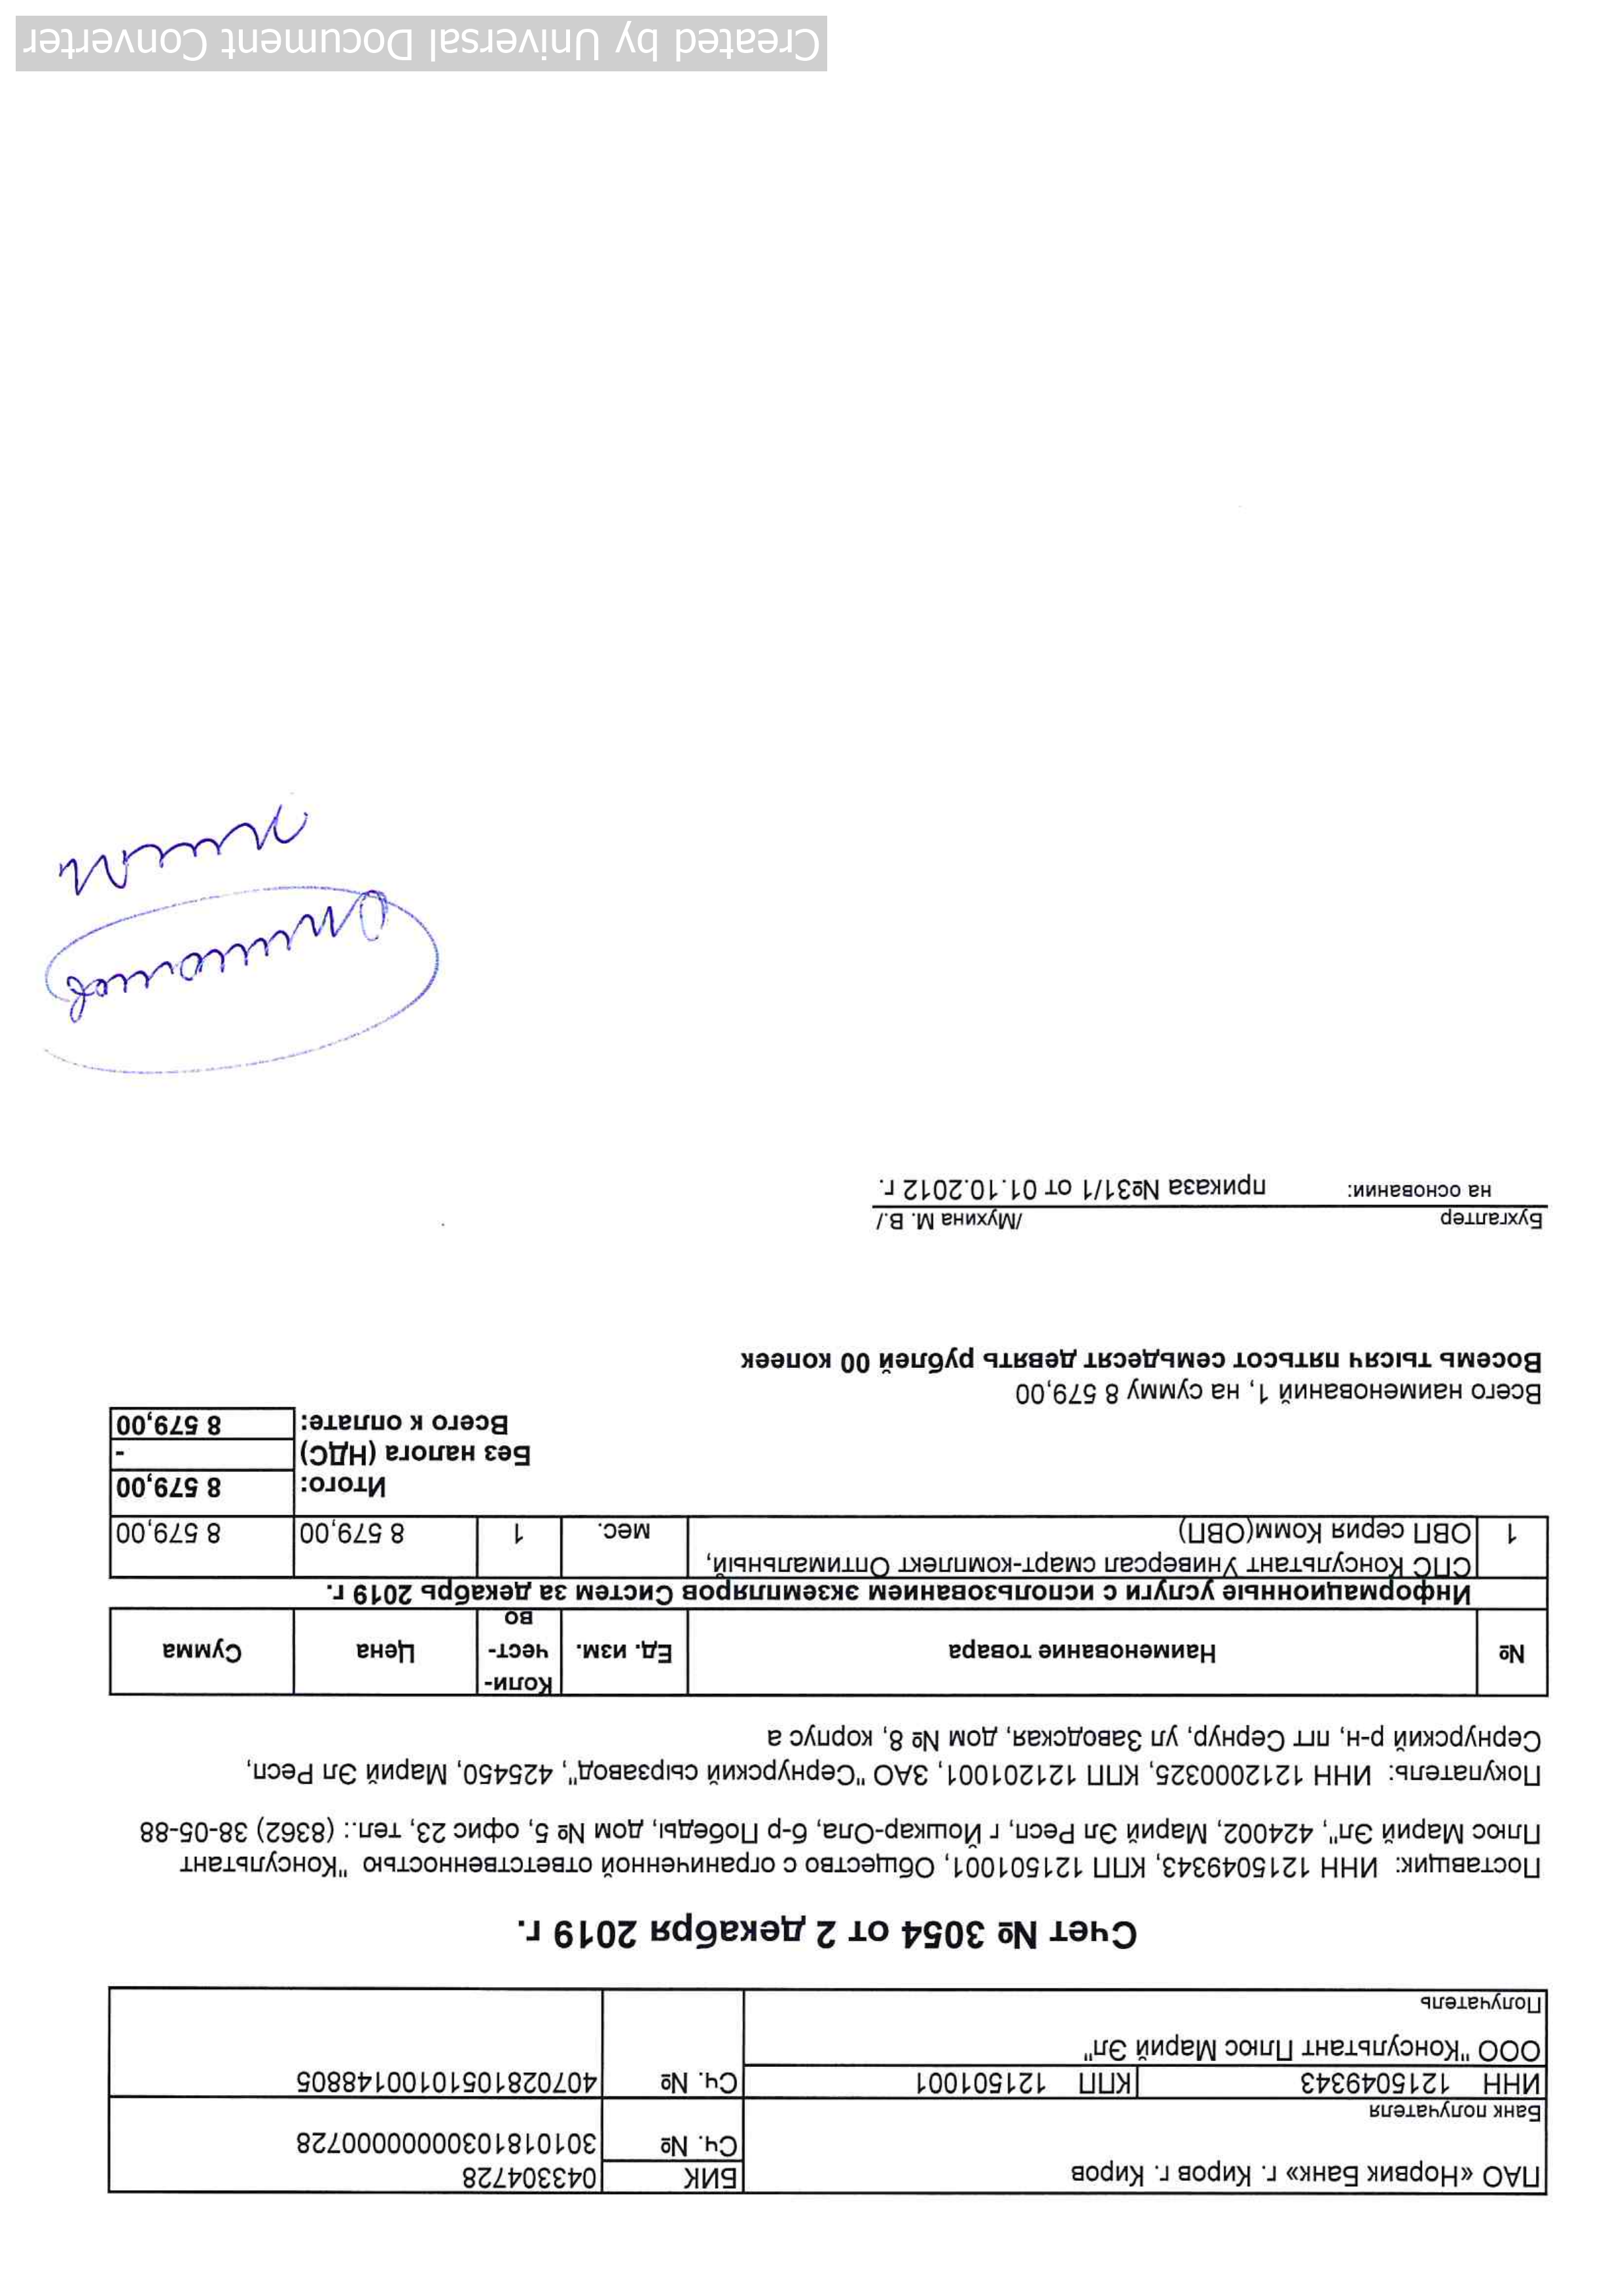 ПАО «Норвик Банк» г. Киров г. Киров
БИК 043304728
Сч. № 30101810300000000728
Банк получателя
ИНН 1215049343 КПП 121501001 Сч. № 40702810510100148805
ООО "Консультант Плюс Марий Эл"
Получатель
Счет № 3054 от 2 декабря 2019 г.
Поставщик: ИНН 1215049343, КПП 121501001, Общество с ограниченной ответственностью "Консультант
Плюс Марий Эл", 424002, Марий Эл Респ, г Йошкар-Ола, б-р Победы, дом № 5, офис 23, тел.: (8362) 38-05-88
Покупатель: ИНН 1212000325, КПП 121201001, ЗАО "Сернурский сырзавод", 425450, Марий Эл Респ,
Сернурский р-н, пгт Сернур, ул Заводская, дом № 8, корпус а
№ Наименование товара Ед. изм. Коли-
чест-
во Цена Сумма
Информационные услуги с использованием экземпляров Систем за декабрь 2019 г.
СПС Консультант Универсал смарт-комплект Оптимальный,
1 ОВП серия Комм(ОВП) мес. 1 8 579,00 8 579,00
Итого: 8 579,00
Без налога (НДС) -
Всего к оплате: 8 579,00
Всего наименований 1, на сумму 8 579,00
Восемь тысяч пятьсот семьдесят девять рублей 00 копеек
Бухгалтер /Мухина М. В./
на основании: приказа №31/1 от 01.10.2012 г.
Created by Universal Document Converter